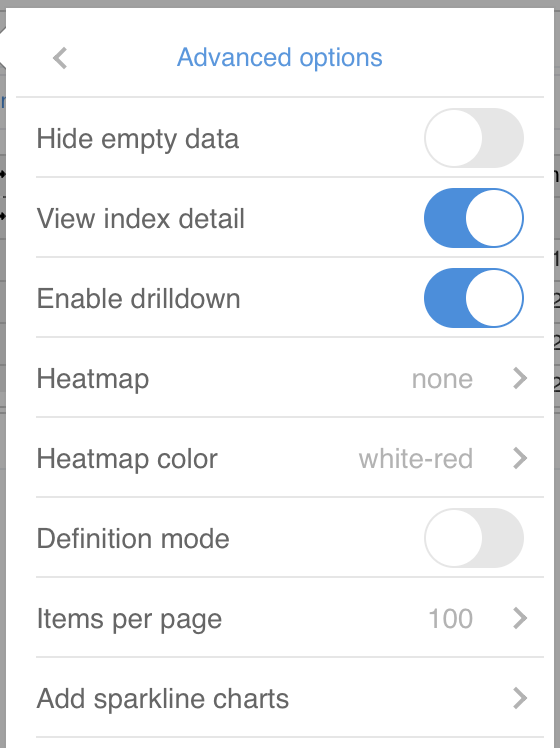 Advanced options
Hide empty data
View index detail
Enable drilldown
Heatmap none
Heatmap color white-red
Definition mode
Items per page 100
Add sparkline charts